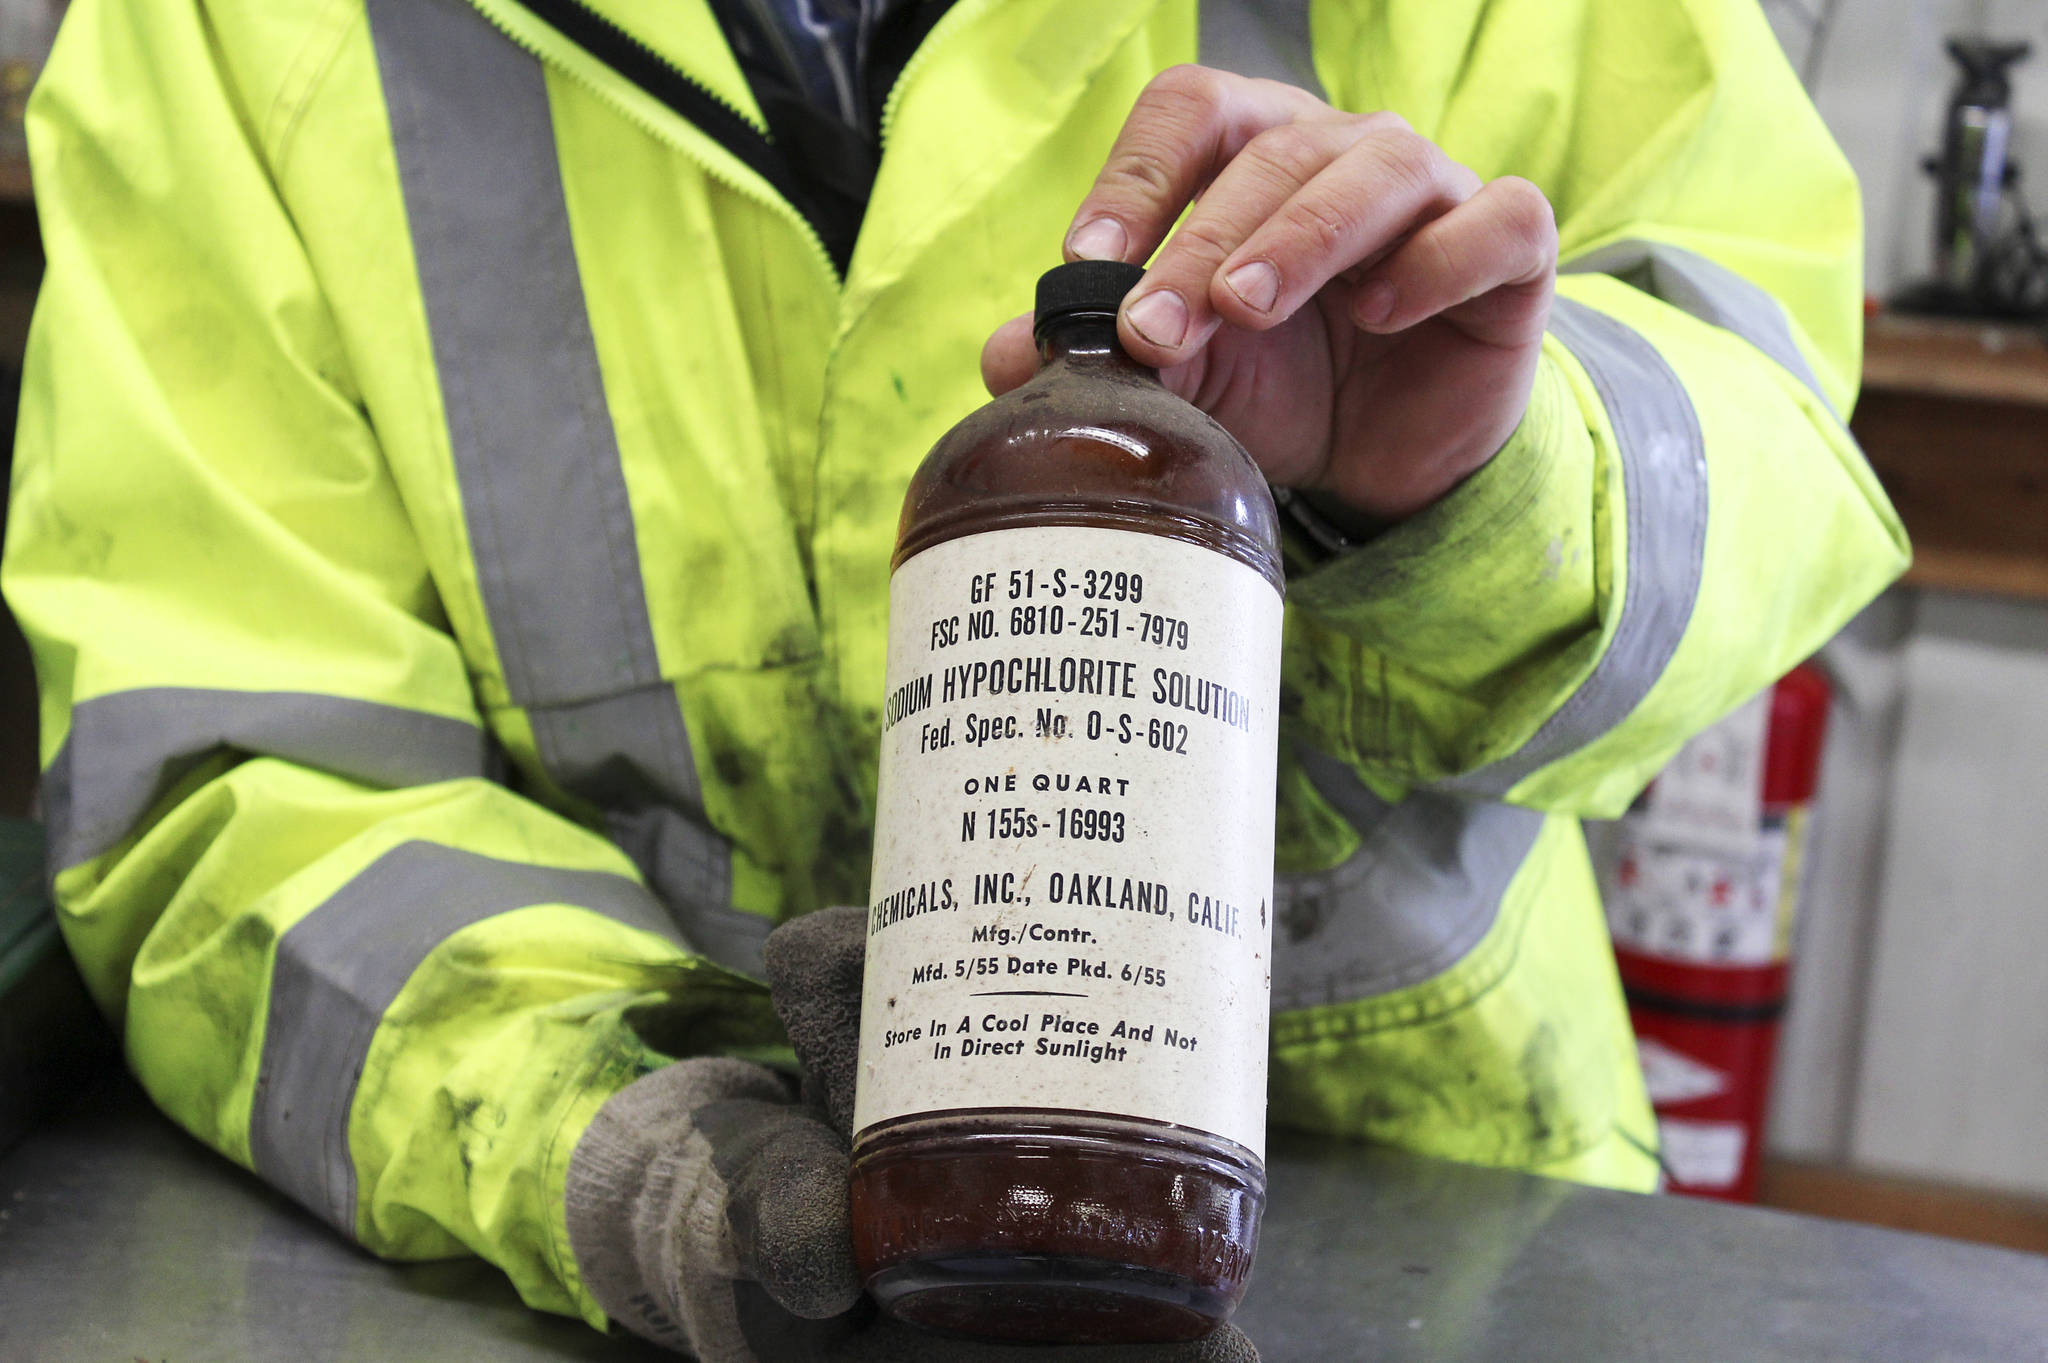 GF 51-S-3299
FSC NO. 6810-251-7979
SODIUM HYPOCHLORITE SOLUTION
Fed. Spec. No. O-S-602
ONE QUART
N 155s-16993
CHEMICALS, INC., OAKLAND, CALIF.
Mfg./Contr.
Mfd. 5/55 Date Pkd. 6/55
Store In A Cool Place And Not
In Direct Sunlight